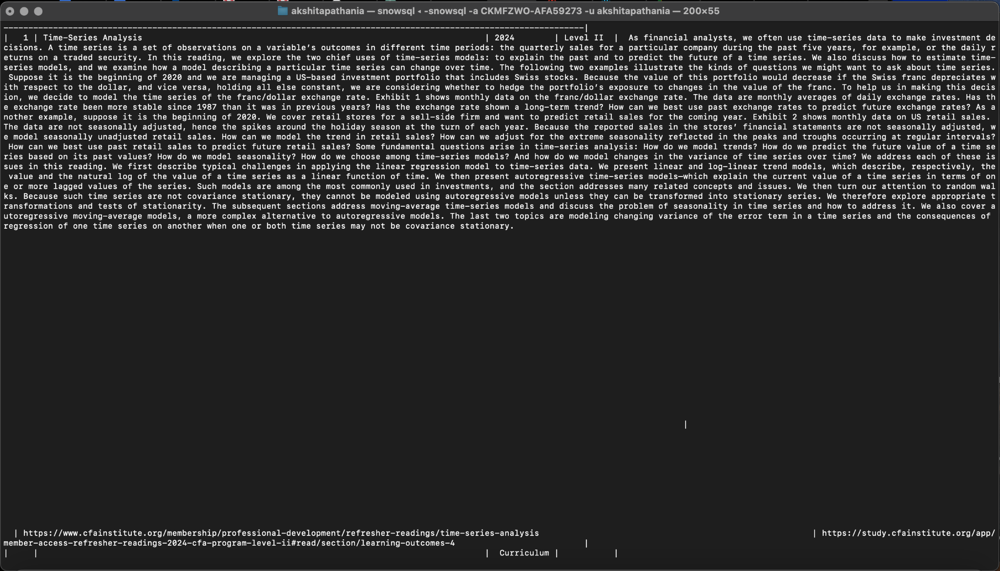 akshitapathania — snowsql ◂ -snowsql -a CKMFZWO-AFA59273 -u akshitapathania — 200×55
---------------------------------------------------------------------------------------------------------------------|
|   1 | Time-Series Analysis | 2024 | Level II |  As financial analysts, we often use time-series data to make investment de
cisions. A time series is a set of observations on a variable’s outcomes in different time periods: the quarterly sales for a particular company during the past five years, for example, or the daily r
eturns on a traded security. In this reading, we explore the two chief uses of time-series models: to explain the past and to predict the future of a time series. We also discuss how to estimate time-
series models, and we examine how a model describing a particular time series can change over time. The following two examples illustrate the kinds of questions we might want to ask about time series.
 Suppose it is the beginning of 2020 and we are managing a US-based investment portfolio that includes Swiss stocks. Because the value of this portfolio would decrease if the Swiss franc depreciates w
ith respect to the dollar, and vice versa, holding all else constant, we are considering whether to hedge the portfolio’s exposure to changes in the value of the franc. To help us in making this decis
ion, we decide to model the time series of the franc/dollar exchange rate. Exhibit 1 shows monthly data on the franc/dollar exchange rate. The data are monthly averages of daily exchange rates. Has th
e exchange rate been more stable since 1987 than it was in previous years? Has the exchange rate shown a long-term trend? How can we best use past exchange rates to predict future exchange rates? As a
nother example, suppose it is the beginning of 2020. We cover retail stores for a sell-side firm and want to predict retail sales for the coming year. Exhibit 2 shows monthly data on US retail sales.
The data are not seasonally adjusted, hence the spikes around the holiday season at the turn of each year. Because the reported sales in the stores’ financial statements are not seasonally adjusted, w
e model seasonally unadjusted retail sales. How can we model the trend in retail sales? How can we adjust for the extreme seasonality reflected in the peaks and troughs occurring at regular intervals?
 How can we best use past retail sales to predict future retail sales? Some fundamental questions arise in time-series analysis: How do we model trends? How do we predict the future value of a time se
ries based on its past values? How do we model seasonality? How do we choose among time-series models? And how do we model changes in the variance of time series over time? We address each of these is
sues in this reading. We first describe typical challenges in applying the linear regression model to time-series data. We present linear and log-linear trend models, which describe, respectively, the
 value and the natural log of the value of a time series as a linear function of time. We then present autoregressive time-series models—which explain the current value of a time series in terms of on
e or more lagged values of the series. Such models are among the most commonly used in investments, and the section addresses many related concepts and issues. We then turn our attention to random wal
ks. Because such time series are not covariance stationary, they cannot be modeled using autoregressive models unless they can be transformed into stationary series. We therefore explore appropriate t
ransformations and tests of stationarity. The subsequent sections address moving-average time-series models and discuss the problem of seasonality in time series and how to address it. We also cover a
utoregressive moving-average models, a more complex alternative to autoregressive models. The last two topics are modeling changing variance of the error term in a time series and the consequences of
regression of one time series on another when one or both time series may not be covariance stationary.
|
| https://www.cfainstitute.org/membership/professional-development/refresher-readings/time-series-analysis | https://study.cfainstitute.org/app/
member-access-refresher-readings-2024-cfa-program-level-ii#read/section/learning-outcomes-4 |
| | | Curriculum | |